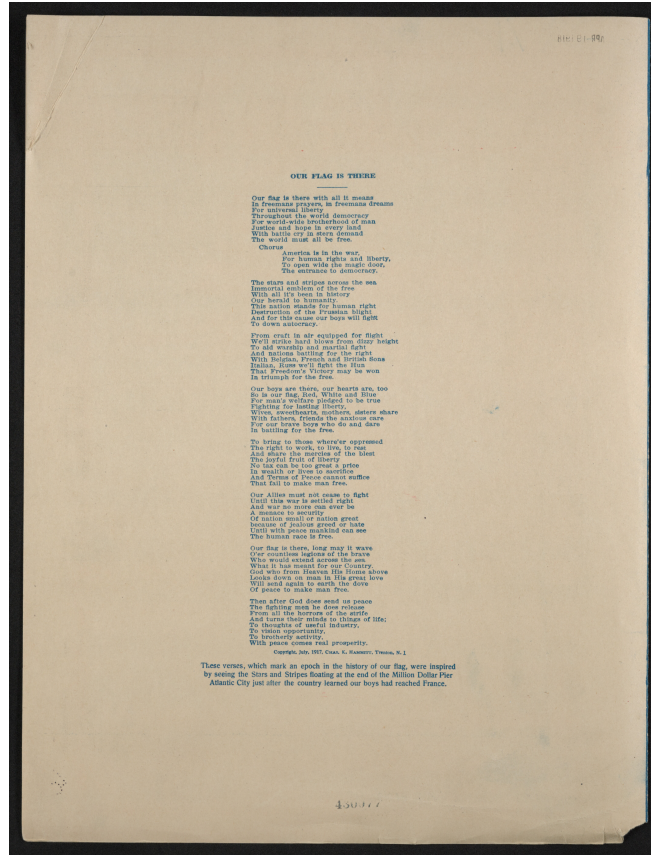 OUR FLAG IS THERE
Our flag is there with all it means
In freemans prayers, in freemans dreams
For universal liberty
Throughout the world democracy
For world-wide brotherhood of man
Justice and hope in every land
With battle cry in stern demand
The world must all be free.
Chorus
America is in the war,
For human rights and liberty,
To open wide the magic door,
The entrance to democracy.
The stars and stripes across the sea
Immortal emblem of the free
With all it's been in history
Our herald to humanity.
This nation stands for human right
Destruction of the Prussian blight
And for this cause our boys will fight
To down autocracy.
From craft in air equipped for flight
We'll strike hard blows from dizzy height
To aid warship and martial fight
And nations battling for the right
With Belgian, French and British Sons
Italian, Russ we'll fight the Hun
That Freedom's Victory may be won
In triumph for the free.
Our boys are there, our hearts are, too
So is our flag, Red, White and Blue
For man's welfare pledged to be true
Fighting for lasting liberty,
Wives, sweethearts, mothers, sisters share
With fathers, friends the anxious care
For our brave boys who do and dare
In battling for the free.
To bring to those wheres'er oppressed
The right to work, to live, to rest
And share the mercies of the blest
The joyful fruit of liberty
No tax can be too great a price
In wealth or lives to sacrifice
And Terms of Peece cannot suffice
That fail to make man free.
Our Allies must not cease to fight
Until this war is settled right
And war no more can ever be
A menace to security
Of nation small or nation great
because of jealous greed or hate
Until with peace mankind can see
The human race is free.
Our flag is there, long may it wave
O'er countless legions of the brave
Who would extend across the sea
What it has meant for our Country.
God who from Heaven His Home above
Looks down on man in His great love
Will send again to earth the dove
Of peace to make man free.
Then after God does send us peace
The fighting men he does release
From all the horrors of the strife
And turns their minds to things of life;
To thoughts of useful industry,
To vision opportunity,
To brotherly activity,
With peace comes real prosperity.
Copyright, July, 1917, CHAS. K. N. J.
These verses, which mark an epoch in the history of our flag, were inspired
by seeing the Stars and Stripes floating at the end of the Million Dollar Pier
Atlantic City just after the country learned our boys had reached France.